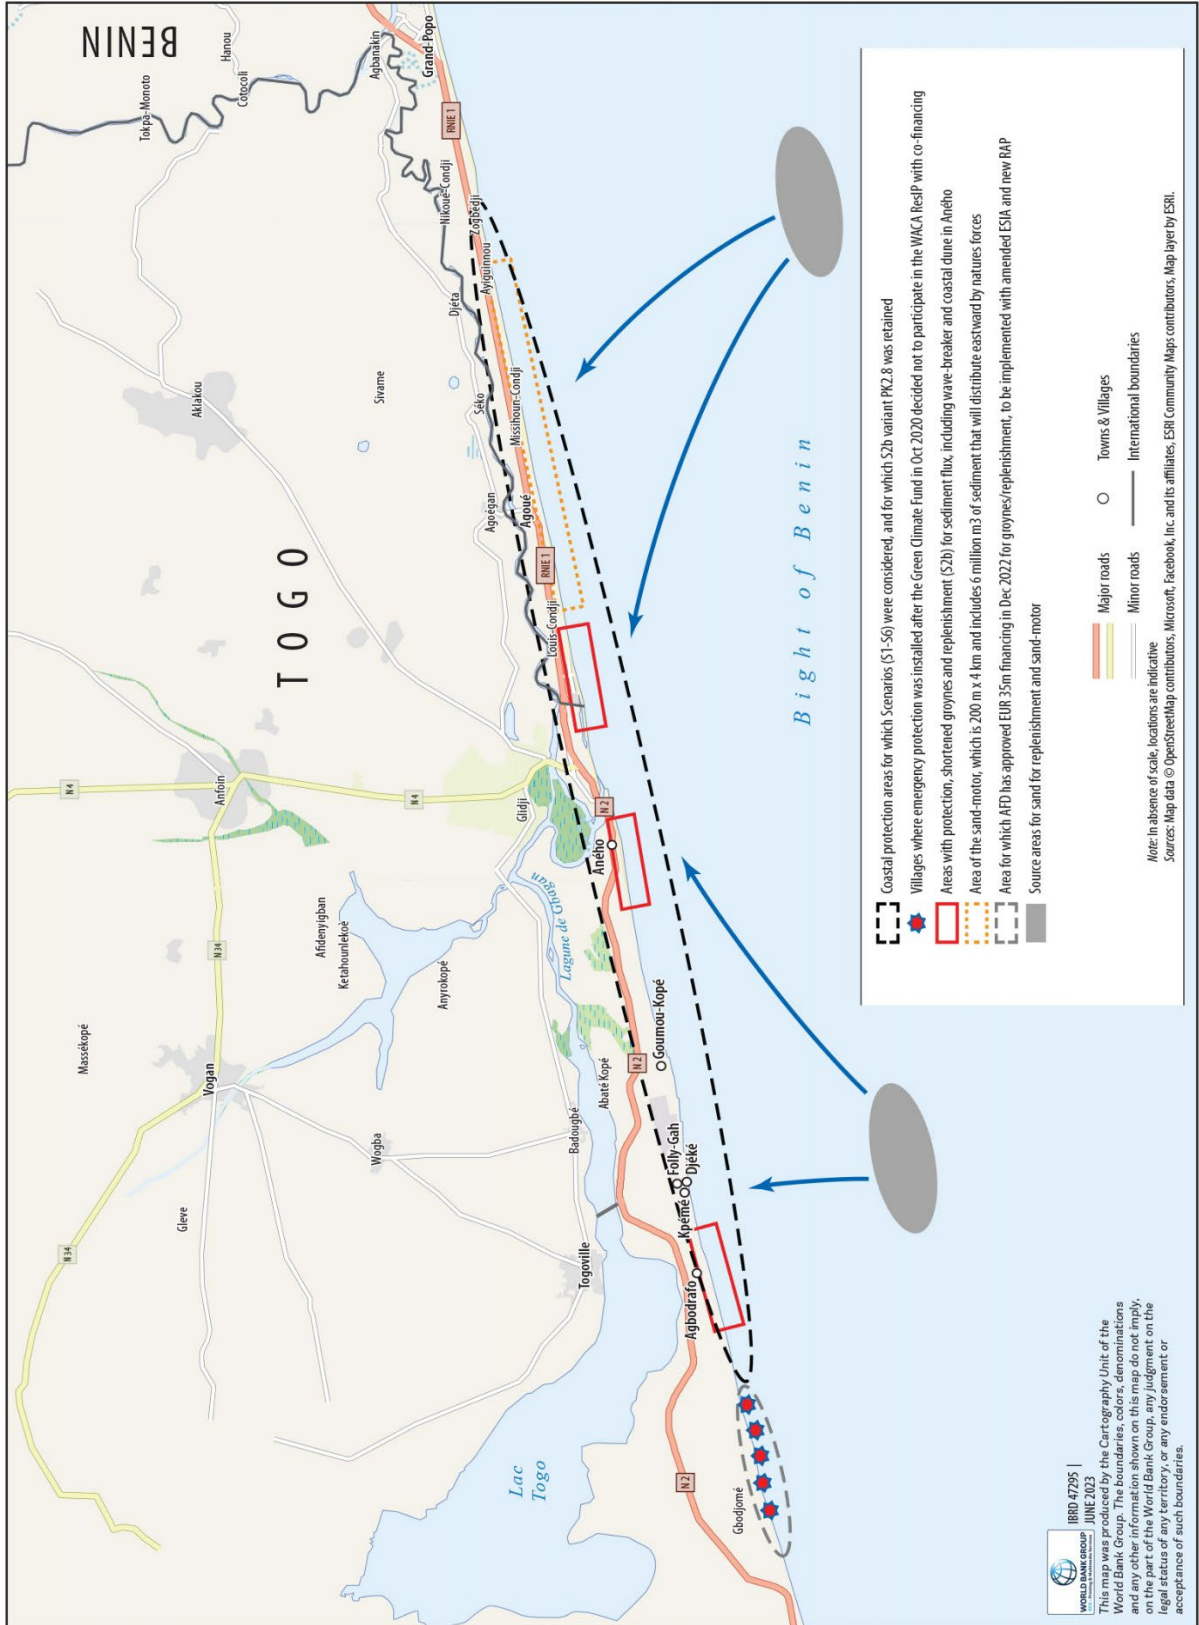 BENIN
Hanou
Tokpa-Monoto
Cotocoli
Agbanakin
Grand-Popo
RNIE 1
Nikoué-Condji
Zogbédji
Ayiguinnou
Djéta
Aklakou
Sivame
Séko
Missihoun-Condji
Agoégan
Agoué
RNIE 1
Louis-Condji
TOGO
N4
Anfoin
N4
Glidji
N 2
Aného
N34
Afidenyigban
Ketahounlekoè
Anyrokopé
Lagune de Gbagan
Massékopé
Vogan
Goumou-Kopé
N 2
Abaté Kopé
Badougbé
Wogba
Folly-Gah
Djéké
Kpémé
Gleve
N34
Togoville
Agbodrafo
Lac
Togo
N2
Gbodjomé
Bight of Benin
Coastal protection areas for which Scenarios (S1-S6) were considered, and for which S2b variant PK2.8 was retained
Villages where emergency protection was installed after the Green Climate Fund in Oct 2020 decided not to participate in the WACA ResIP with co-financing
Areas with protection, shortened groynes and replenishment (S2b) for sediment flux, including wave-breaker and coastal dune in Aného
Area of the sand-motor, which is 200 m x 4 km and includes 6 million m3 of sediment that will distribute eastward by natures forces
Area for which AFD has approved EUR 35m financing in Dec 2022 for groynes/replenishment, to be implemented with amended ESIA and new RAP
Source areas for sand for replenishment and sand-motor
Major roads
Minor roads
Towns & Villages
International boundaries
Note: In absence of scale, locations are indicative
Sources: Map data © OpenStreetMap contributors, Microsoft, Facebook, Inc. and its affiliates, ESRI Community Maps contributors, Map layer by ESRI.
WORLD BANK GROUP
IBRD 47295 |
JUNE 2023
This map was produced by the Cartography Unit of the
World Bank Group. The boundaries, colors, denominations
and any other information shown on this map do not imply,
on the part of the World Bank Group, any judgment on the
legal status of any territory, or any endorsement or
acceptance of such boundaries.